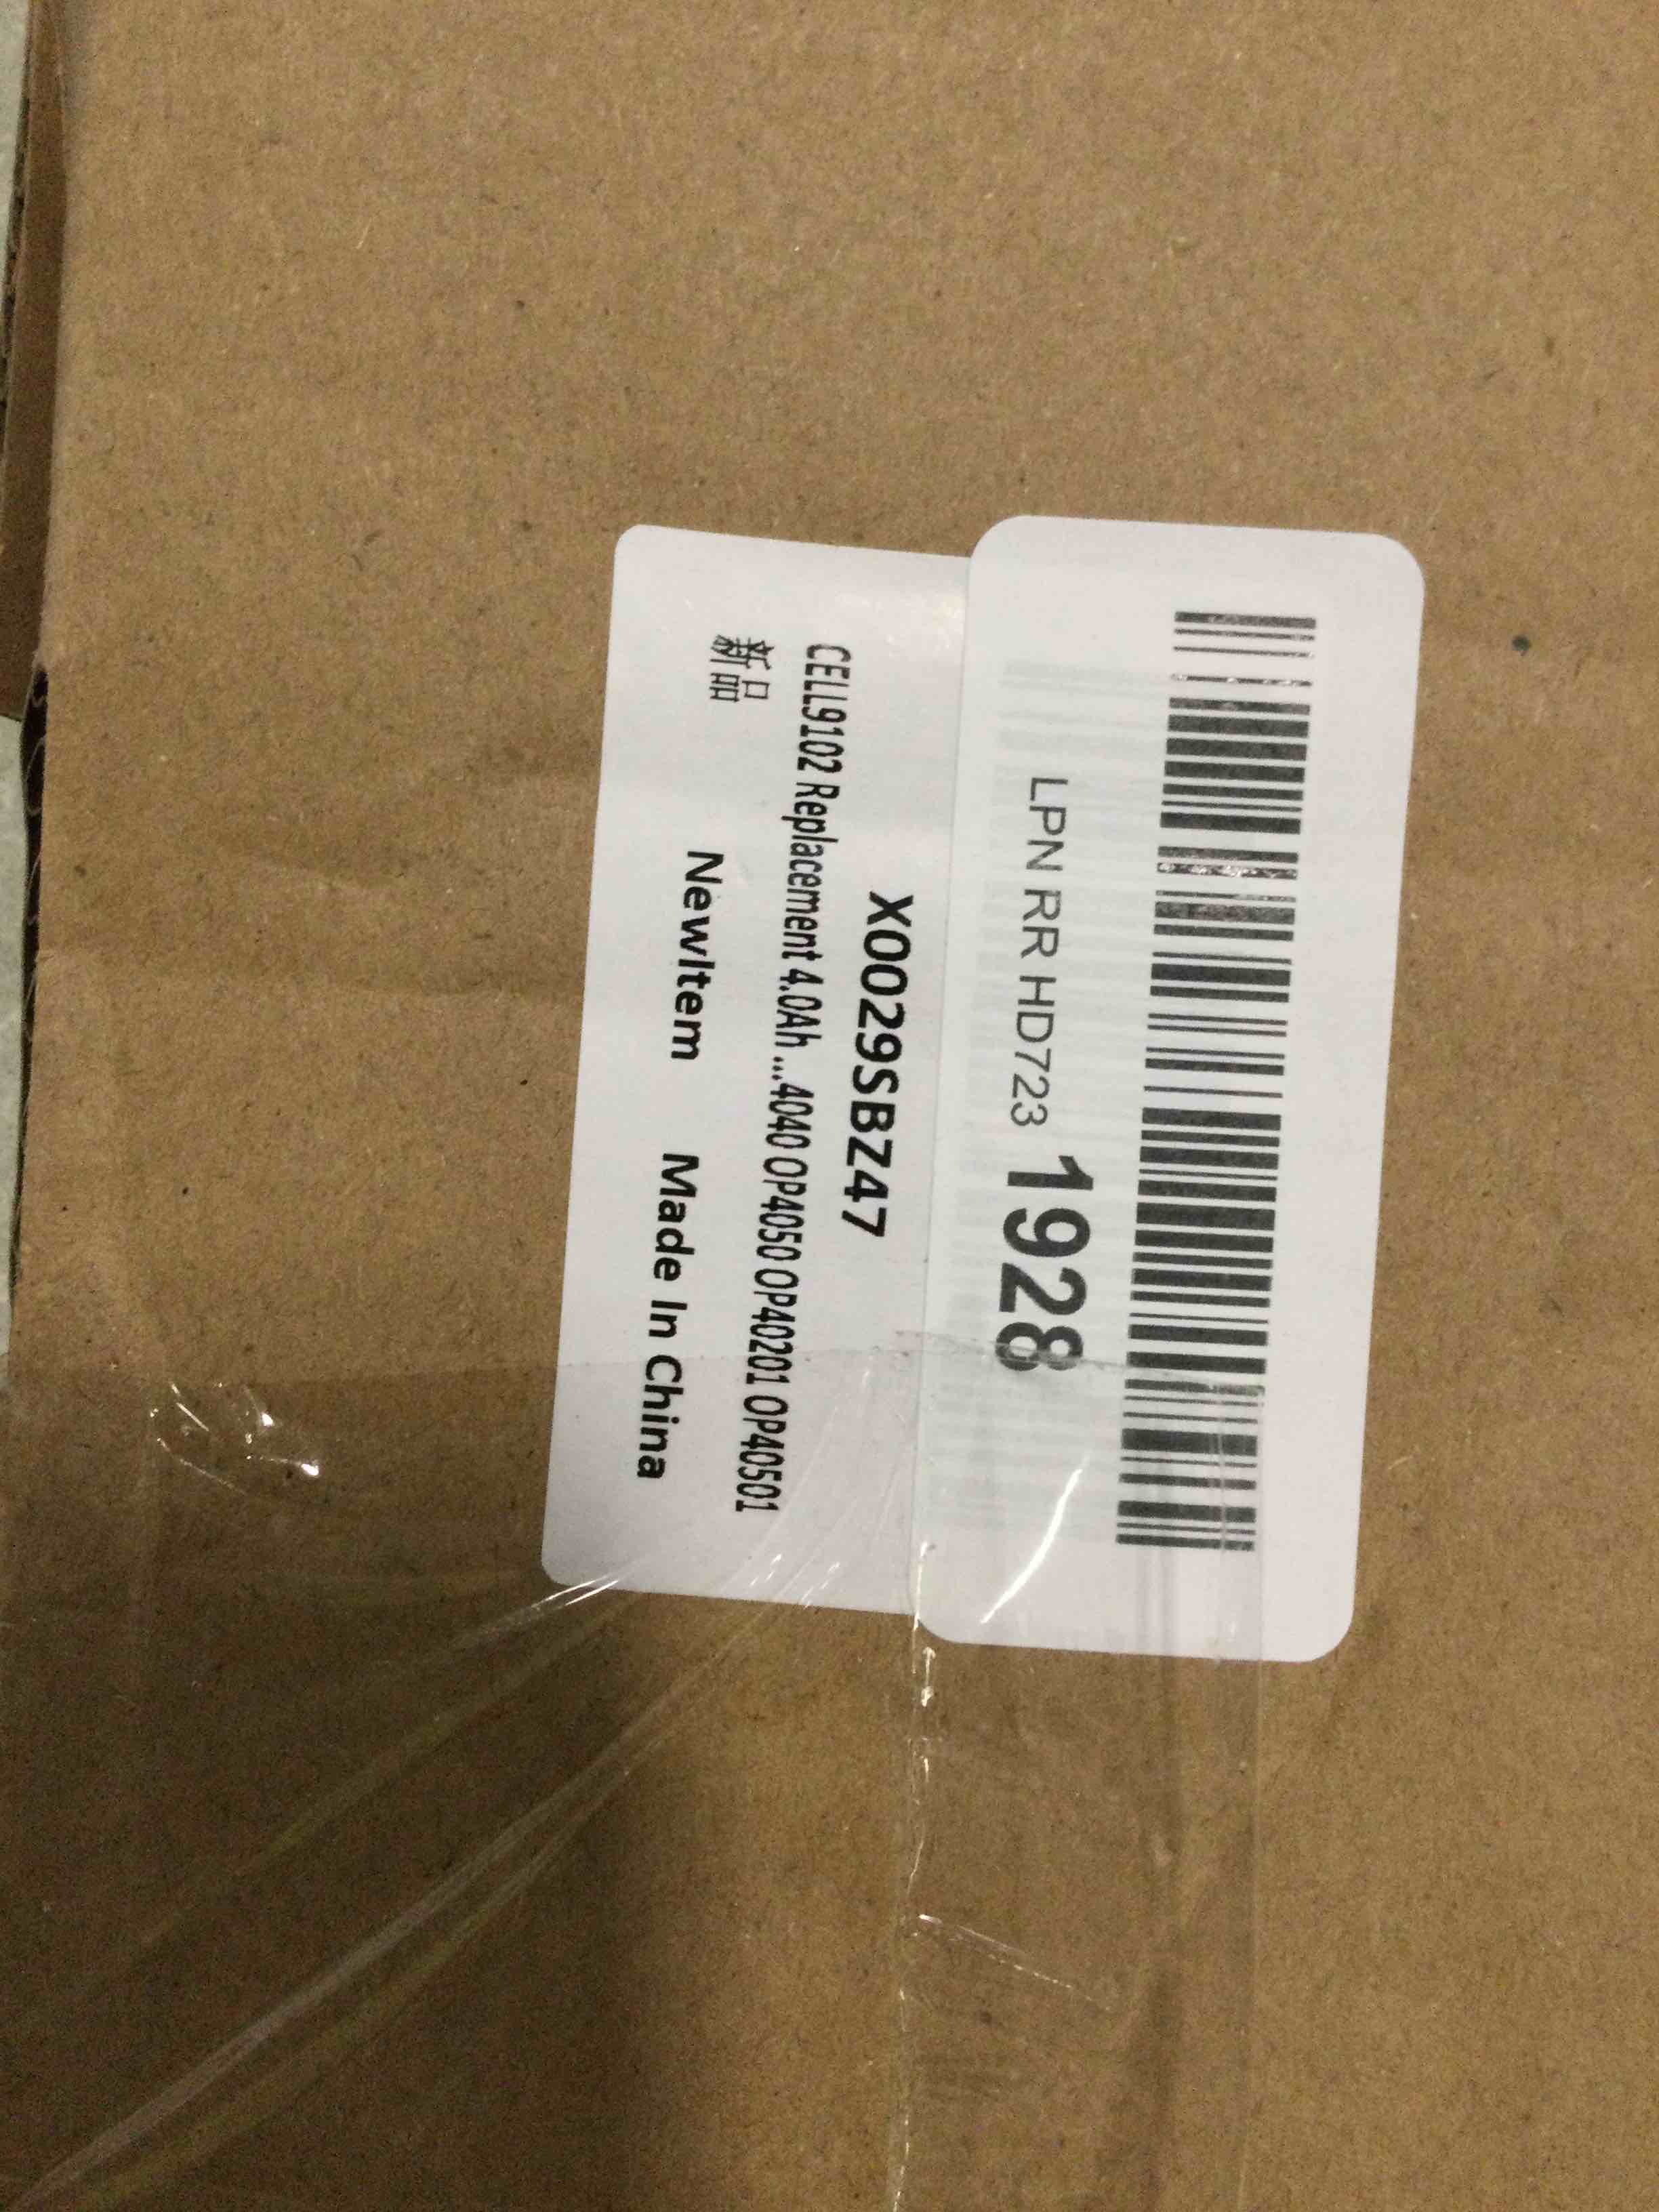 LPN RR HD723 1928
X0029SBZ47
CELL9102 Replacement 4.0Ah ...4040 OP4050 OP40201 OP40501
新品
NewItem Made In China